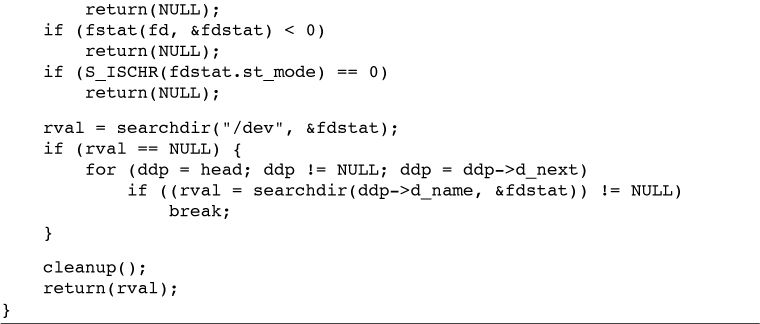 return(NULL);
    if (fstat(fd, &fdstat) < 0)
        return(NULL);
    if (S_ISCHR(fdstat.st_mode) == 0)
        return(NULL);

    rval = searchdir("/dev", &fdstat);
    if (rval == NULL) {
        for (ddp = head; ddp != NULL; ddp = ddp->d_next)
            if ((rval = searchdir(ddp->d_name, &fdstat)) != NULL)
                break;
    }

    cleanup();
    return(rval);
}